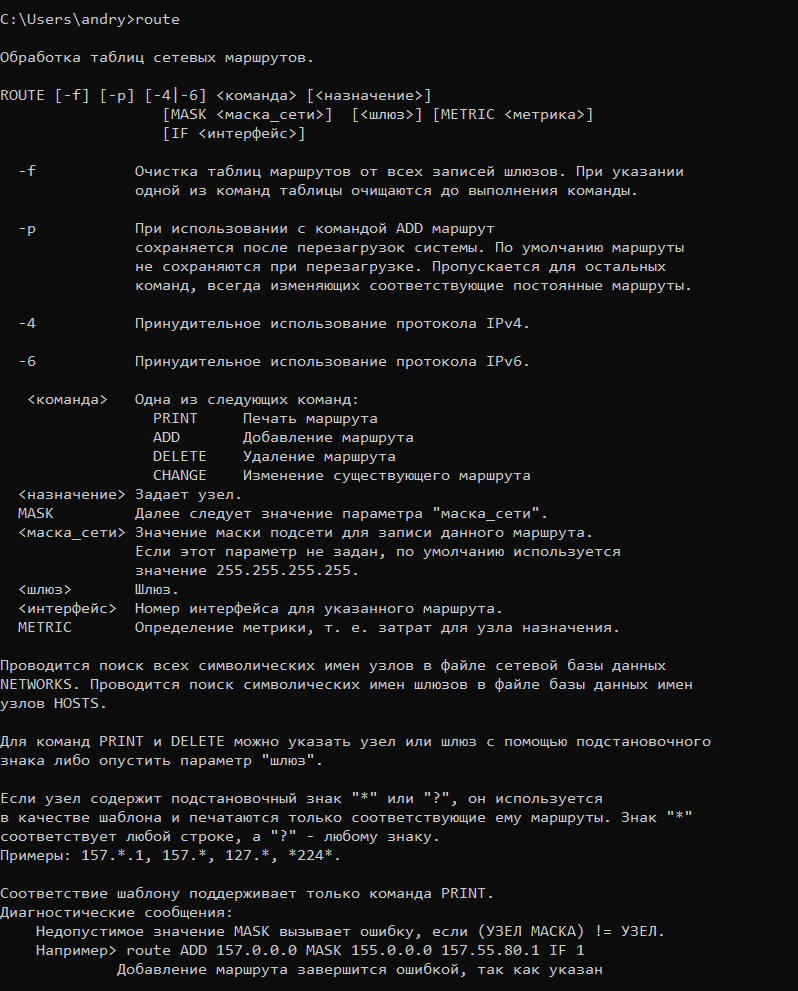 C:\Users\andry>route
Обработка таблиц сетевых маршрутов.
ROUTE [-f] [-p] [-4|-6] <команда> [<назначение>]
[MASK <маска_сети>]  [<шлюз>] [METRIC <метрика>]
[IF <интерфейс>]
-f           Очистка таблиц маршрутов от всех записей шлюзов. При указании
одной из команд таблицы очищаются до выполнения команды.
-p           При использовании с командой ADD маршрут
сохраняется после перезагрузок системы. По умолчанию маршруты
не сохраняются при перезагрузке. Пропускается для остальных
команд, всегда изменяющих соответствующие постоянные маршруты.
-4           Принудительное использование протокола IPv4.
-6           Принудительное использование протокола IPv6.
<команда>   Одна из следующих команд:
PRINT     Печать маршрута
ADD       Добавление маршрута
DELETE    Удаление маршрута
CHANGE    Изменение существующего маршрута
<назначение> Задает узел.
MASK         Далее следует значение параметра "маска_сети".
<маска_сети> Значение маски подсети для записи данного маршрута.
Если этот параметр не задан, по умолчанию используется
значение 255.255.255.255.
<шлюз>       Шлюз.
<интерфейс>  Номер интерфейса для указанного маршрута.
METRIC       Определение метрики, т. е. затрат для узла назначения.
Проводится поиск всех символических имен узлов в файле сетевой базы данных
NETWORKS. Проводится поиск символических имен шлюзов в файле базы данных имен
узлов HOSTS.
Для команд PRINT и DELETE можно указать узел или шлюз с помощью подстановочного
знака либо опустить параметр "шлюз".
Если узел содержит подстановочный знак "*" или "?", он используется
в качестве шаблона и печатаются только соответствующие ему маршруты. Знак "*"
соответствует любой строке, а "?" - любому знаку.
Примеры: 157.*.1, 157.*, 127.*, *224*.
Соответствие шаблону поддерживает только команда PRINT.
Диагностические сообщения:
Недопустимое значение MASK вызывает ошибку, если (УЗЕЛ МАСКА) != УЗЕЛ.
Например> route ADD 157.0.0.0 MASK 155.0.0.0 157.55.80.1 IF 1
Добавление маршрута завершится ошибкой, так как указан